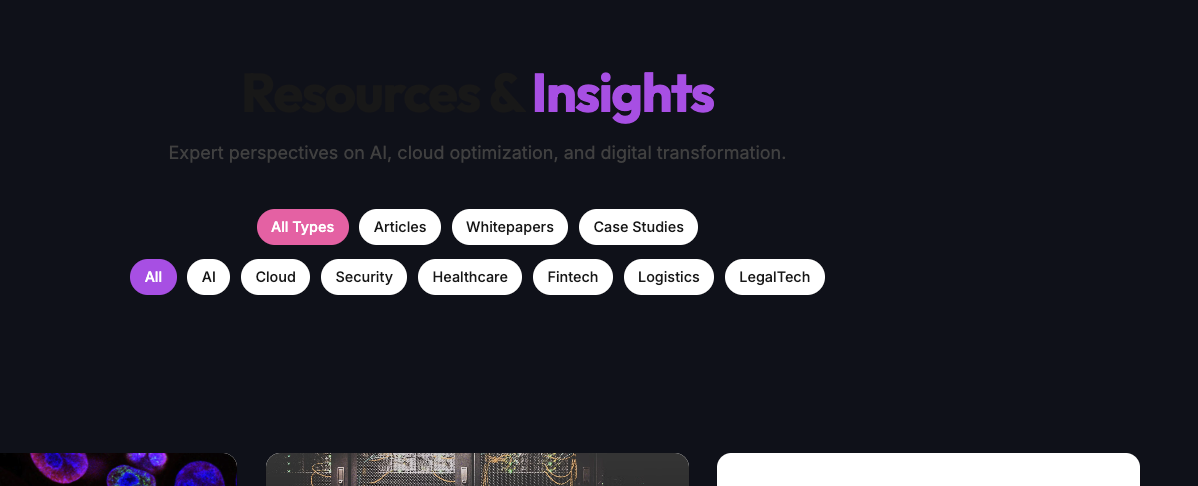 Resources & Insights
Expert perspectives on AI, cloud optimization, and digital transformation.
All Types Articles Whitepapers Case Studies
All AI Cloud Security Healthcare Fintech Logistics LegalTech